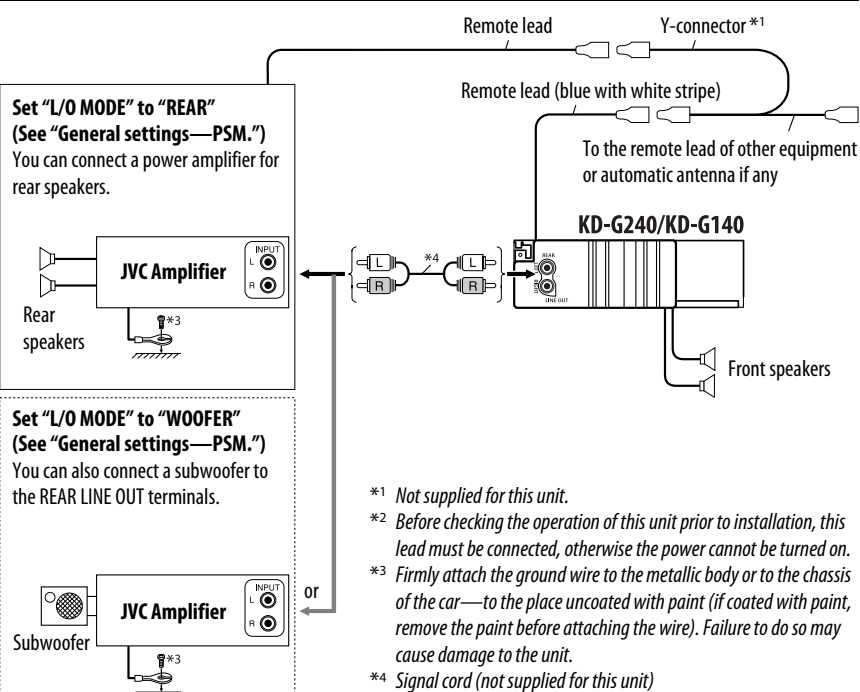 Remote lead
Y-connector *1
Remote lead (blue with white stripe)
To the remote lead of other equipment
or automatic antenna if any
Set “L/O MODE” to “REAR”
(See “General settings—PSM.”)
You can connect a power amplifier for
rear speakers.
JVC Amplifier
INPUT
L
R
Rear
speakers
*3
L
R
*4
L
R
KD-G240/KD-G140
REAR
LINE OUT
Front speakers
Set “L/O MODE” to “WOOFER”
(See “General settings—PSM.”)
You can also connect a subwoofer to
the REAR LINE OUT terminals.
Subwoofer
JVC Amplifier
INPUT
L
R
*3
or
*1 Not supplied for this unit.
*2 Before checking the operation of this unit prior to installation, this
lead must be connected, otherwise the power cannot be turned on.
*3 Firmly attach the ground wire to the metallic body or to the chassis
of the car—to the place uncoated with paint (if coated with paint,
remove the paint before attaching the wire). Failure to do so may
cause damage to the unit.
*4 Signal cord (not supplied for this unit)